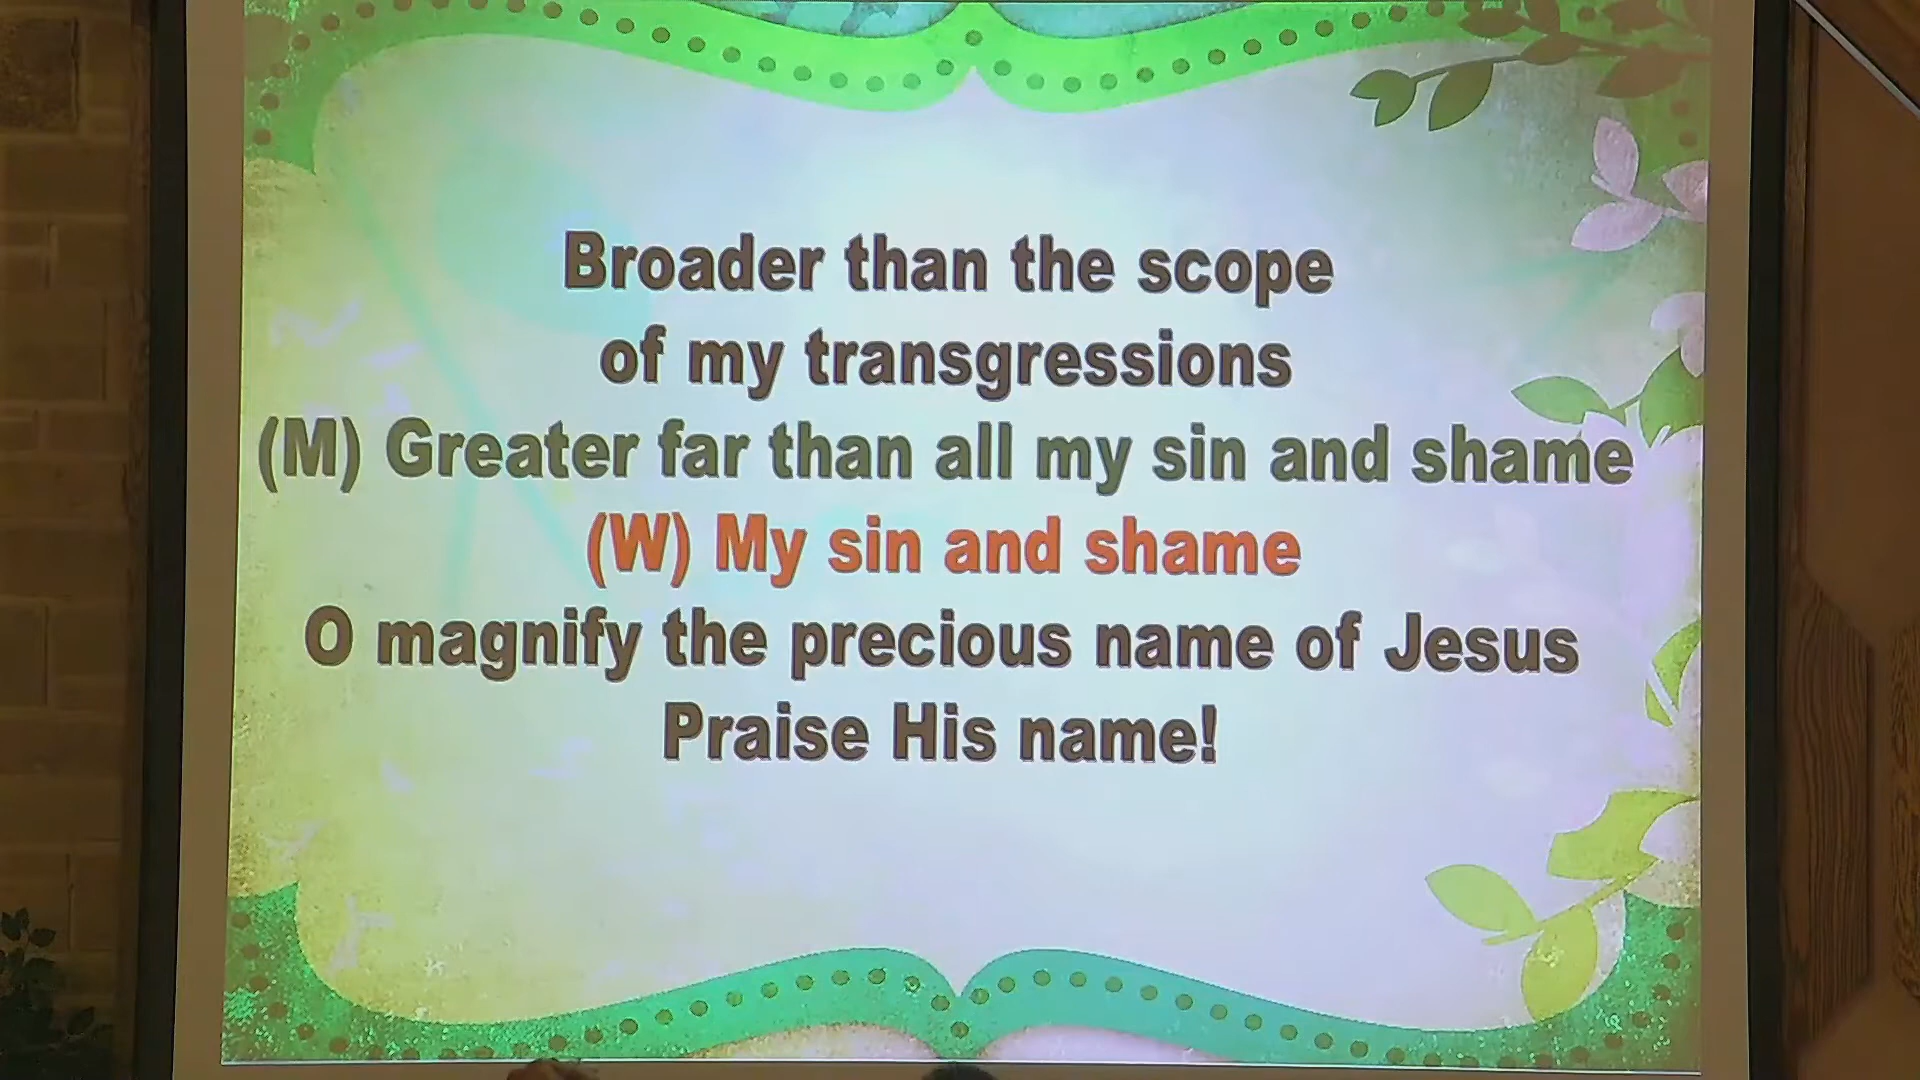 Broader than the scope
of my transgressions
(M) Greater far than all my sin and shame
(W) My sin and shame
O magnify the precious name of Jesus
Praise His name!